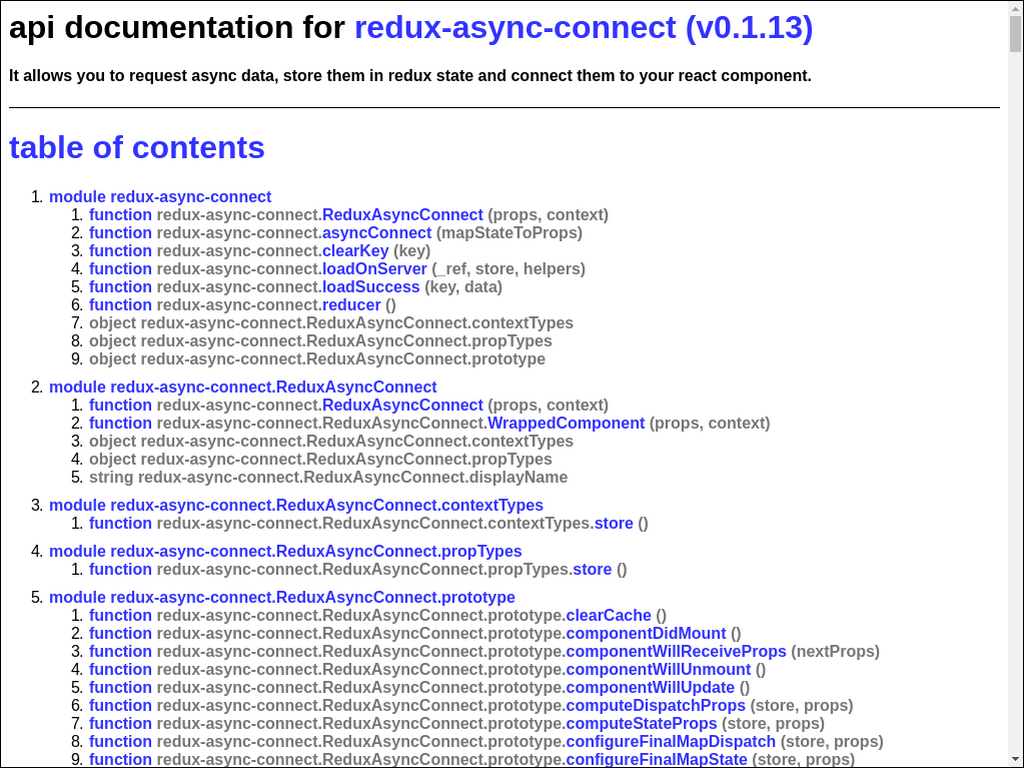 api documentation for redux-async-connect (v0.1.13)
It allows you to request async data, store them in redux state and connect them to your react component.
table of contents
1. module redux-async-connect
1. function redux-async-connect.ReduxAsyncConnect (props, context)
2. function redux-async-connect.asyncConnect (mapStateToProps)
3. function redux-async-connect.clearKey (key)
4. function redux-async-connect.loadOnServer (_ref, store, helpers)
5. function redux-async-connect.loadSuccess (key, data)
6. function redux-async-connect.reducer ()
7. object redux-async-connect.ReduxAsyncConnect.contextTypes
8. object redux-async-connect.ReduxAsyncConnect.propTypes
9. object redux-async-connect.ReduxAsyncConnect.prototype
2. module redux-async-connect.ReduxAsyncConnect
1. function redux-async-connect.ReduxAsyncConnect (props, context)
2. function redux-async-connect.ReduxAsyncConnect.WrappedComponent (props, context)
3. object redux-async-connect.ReduxAsyncConnect.contextTypes
4. object redux-async-connect.ReduxAsyncConnect.propTypes
5. string redux-async-connect.ReduxAsyncConnect.displayName
3. module redux-async-connect.ReduxAsyncConnect.contextTypes
1. function redux-async-connect.ReduxAsyncConnect.contextTypes.store ()
4. module redux-async-connect.ReduxAsyncConnect.propTypes
1. function redux-async-connect.ReduxAsyncConnect.propTypes.store ()
5. module redux-async-connect.ReduxAsyncConnect.prototype
1. function redux-async-connect.ReduxAsyncConnect.prototype.clearCache ()
2. function redux-async-connect.ReduxAsyncConnect.prototype.componentDidMount ()
3. function redux-async-connect.ReduxAsyncConnect.prototype.componentWillReceiveProps (nextProps)
4. function redux-async-connect.ReduxAsyncConnect.prototype.componentWillUnmount ()
5. function redux-async-connect.ReduxAsyncConnect.prototype.componentWillUpdate ()
6. function redux-async-connect.ReduxAsyncConnect.prototype.computeDispatchProps (store, props)
7. function redux-async-connect.ReduxAsyncConnect.prototype.computeStateProps (store, props)
8. function redux-async-connect.ReduxAsyncConnect.prototype.configureFinalMapDispatch (store, props)
9. function redux-async-connect.ReduxAsyncConnect.prototype.configureFinalMapState (store, props)